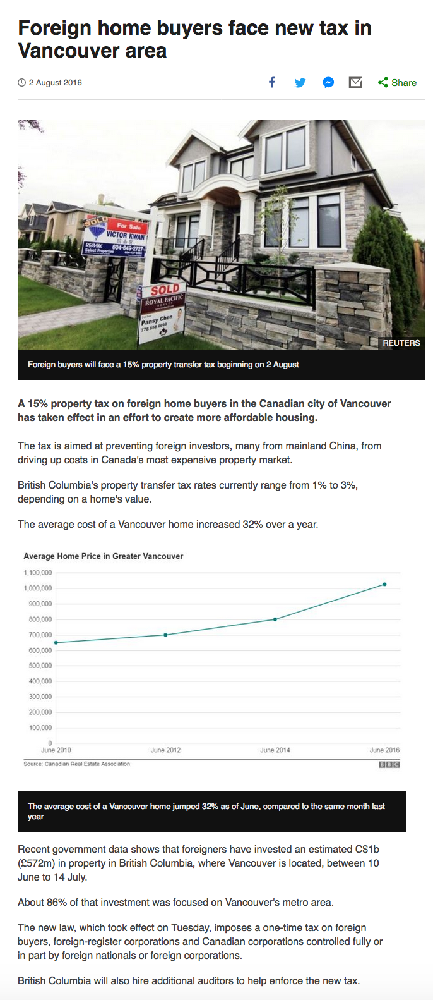 Foreign home buyers face new tax in
Vancouver area
2 August 2016
Share
SOLD
For Sale
VICTOR KWAN
RE/MAX
604-649-2727
Select Properties
SOLD
ROYAL PACIFIC
REALTY
For Sale
Pansy Chen
778 858 6699
REUTERS
Foreign buyers will face a 15% property transfer tax beginning on 2 August
A 15% property tax on foreign home buyers in the Canadian city of Vancouver
has taken effect in an effort to create more affordable housing.
The tax is aimed at preventing foreign investors, many from mainland China, from
driving up costs in Canada's most expensive property market.
British Columbia's property transfer tax rates currently range from 1% to 3%,
depending on a home's value.
The average cost of a Vancouver home increased 32% over a year.
Average Home Price in Greater Vancouver
1,100,000
1,000,000
900,000
800,000
700,000
600,000
500,000
400,000
300,000
200,000
100,000
0
June 2010 June 2012 June 2014 June 2016
Source: Canadian Real Estate Association BBC
The average cost of a Vancouver home jumped 32% as of June, compared to the same month last
year
Recent government data shows that foreigners have invested an estimated C$1b
(£572m) in property in British Columbia, where Vancouver is located, between 10
June to 14 July.
About 86% of that investment was focused on Vancouver's metro area.
The new law, which took effect on Tuesday, imposes a one-time tax on foreign
buyers, foreign-register corporations and Canadian corporations controlled fully or
in part by foreign nationals or foreign corporations.
British Columbia will also hire additional auditors to help enforce the new tax.